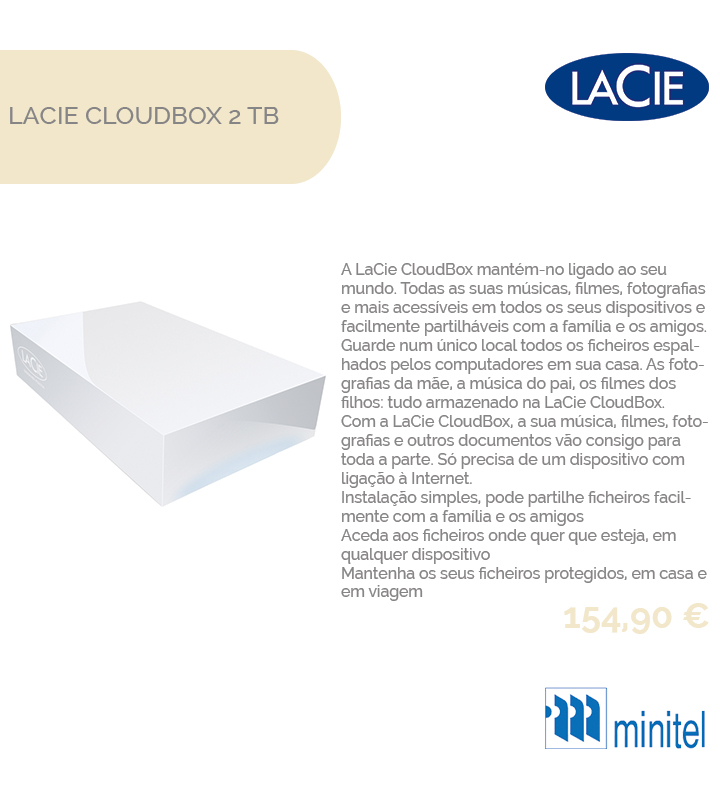 LACIE CLOUDBOX 2 TB
LACIE
LACIE
A LaCie CloudBox mantém-no ligado ao seu
mundo. Todas as suas músicas, filmes, fotografias
e mais acessíveis em todos os seus dispositivos e
facilmente partilháveis com a família e os amigos.
Guarde num único local todos os ficheiros espal-
hados pelos computadores em sua casa. As foto-
grafias da mãe, a música do pai, os filmes dos
filhos: tudo armazenado na LaCie CloudBox.
Com a LaCie CloudBox, a sua música, filmes, foto-
grafias e outros documentos vão consigo para
toda a parte. Só precisa de um dispositivo com
ligação à Internet.
Instalação simples, pode partilhe ficheiros facil-
mente com a família e os amigos
Aceda aos ficheiros onde quer que esteja, em
qualquer dispositivo
Mantenha os seus ficheiros protegidos, em casa e
em viagem
154,90 €
minitel